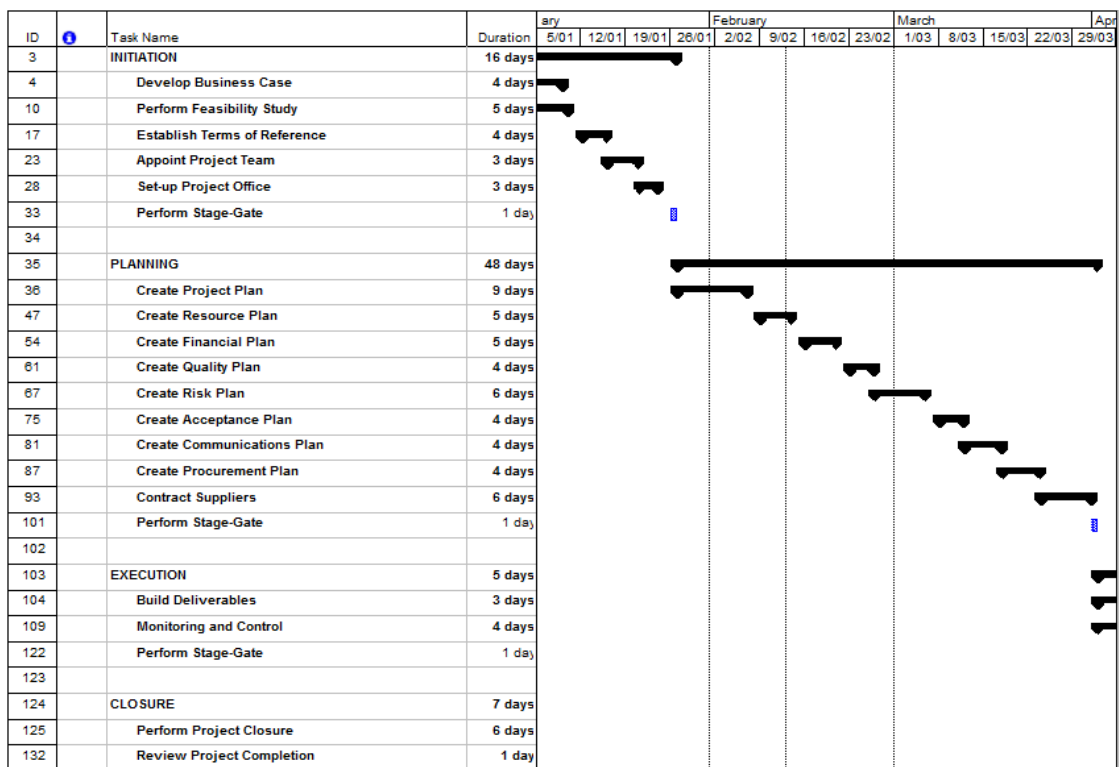 ary February March Apr
ID Task Name Duration 5/01 12/01 19/01 26/01 2/02 9/02 16/02 23/02 1/03 8/03 15/03 22/03 29/03
3 INITIATION 16 days
4 Develop Business Case 4 days
10 Perform Feasibility Study 5 days
17 Establish Terms of Reference 4 days
23 Appoint Project Team 3 days
28 Set-up Project Office 3 days
33 Perform Stage-Gate 1 day
34
35 PLANNING 48 days
36 Create Project Plan 9 days
47 Create Resource Plan 5 days
54 Create Financial Plan 5 days
61 Create Quality Plan 4 days
67 Create Risk Plan 6 days
75 Create Acceptance Plan 4 days
81 Create Communications Plan 4 days
87 Create Procurement Plan 4 days
93 Contract Suppliers 6 days
101 Perform Stage-Gate 1 day
102
103 EXECUTION 5 days
104 Build Deliverables 3 days
109 Monitoring and Control 4 days
122 Perform Stage-Gate 1 day
123
124 CLOSURE 7 days
125 Perform Project Closure 6 days
132 Review Project Completion 1 day